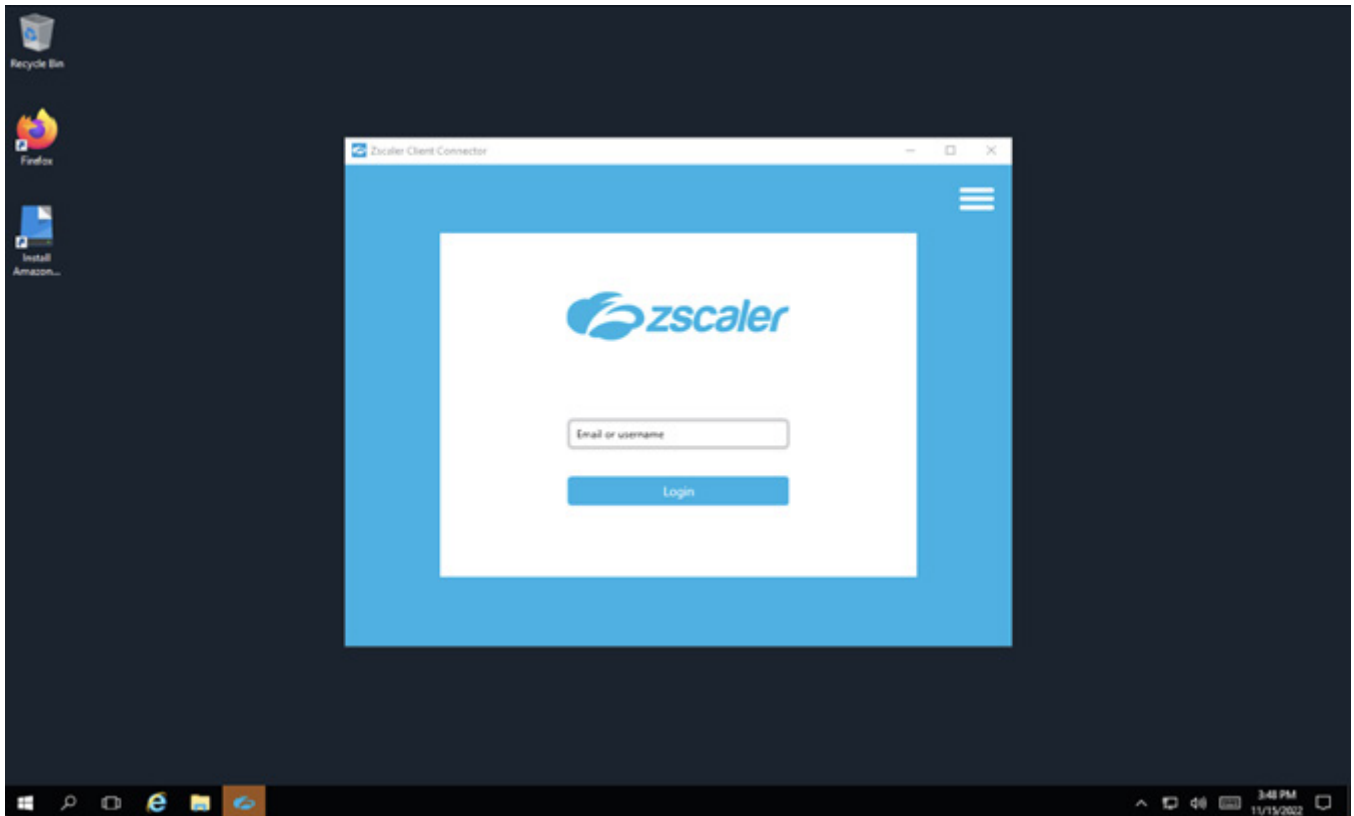 Recycle Bin
Firefox
Install
Amazon...
Zscaler Client Connector
zscaler
Email or username
Login
3:48 PM
11/15/2022